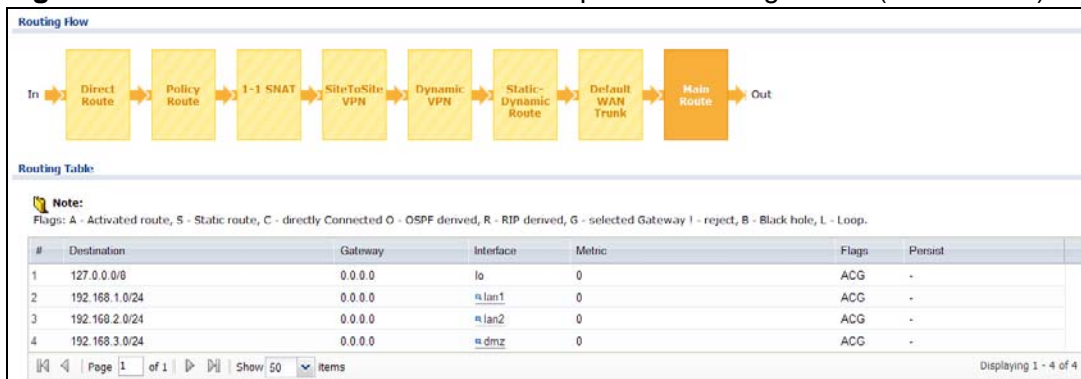 Routing Flow
In
Direct Route
Policy Route
1-1 SNAT
SiteToSite VPN
Dynamic VPN
Static-Dynamic Route
Default WAN Trunk
Main Route
Out
Routing Table
Note:
Flags: A - Activated route, S - Static route, C - directly Connected O - OSPF derived, R - RIP derived, G - selected Gateway ! - reject, B - Black hole, L - Loop.
# Destination Gateway Interface Metric Flags Persist
1 127.0.0.0/8 0.0.0.0 lo 0 ACG -
2 192.168.1.0/24 0.0.0.0 lan1 0 ACG -
3 192.168.2.0/24 0.0.0.0 lan2 0 ACG -
4 192.168.3.0/24 0.0.0.0 dmz 0 ACG -
Page 1 of 1 Show 50 items Displaying 1 - 4 of 4